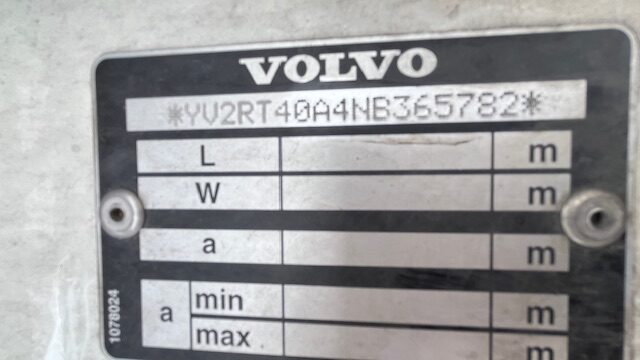 VOLVO
*YV2RT40A4NB365782*
L m
W m
a m
a min m
max m
1078024